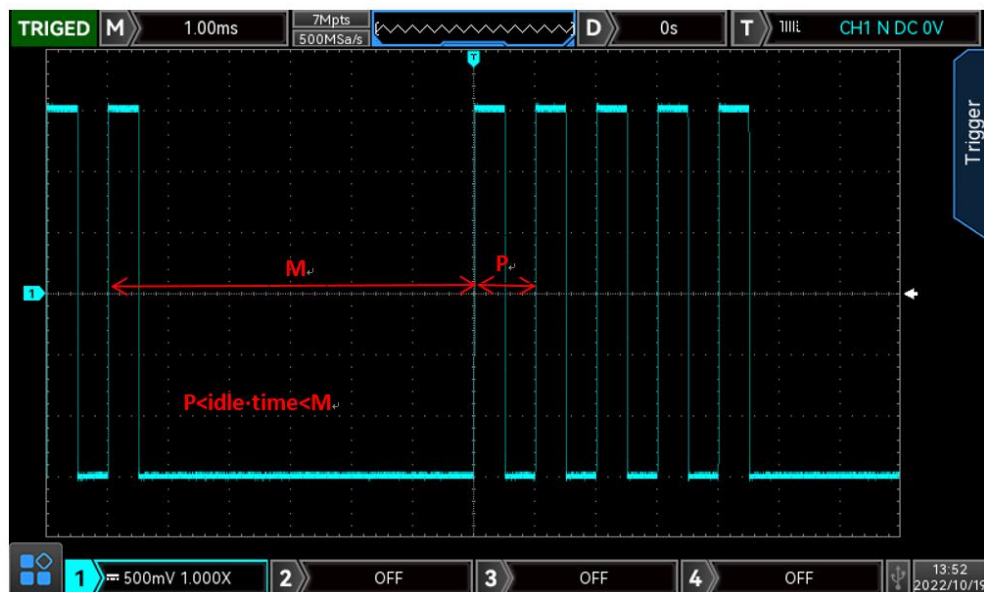 TRIGED M 1.00ms 7Mpts D 0s T CH1 N DC 0V
500MSa/s
T
Trigger
M
P
1
P<idle·time<M
1 500mV 1.000X 2 OFF 3 OFF 4 OFF 13:52
2022/10/19